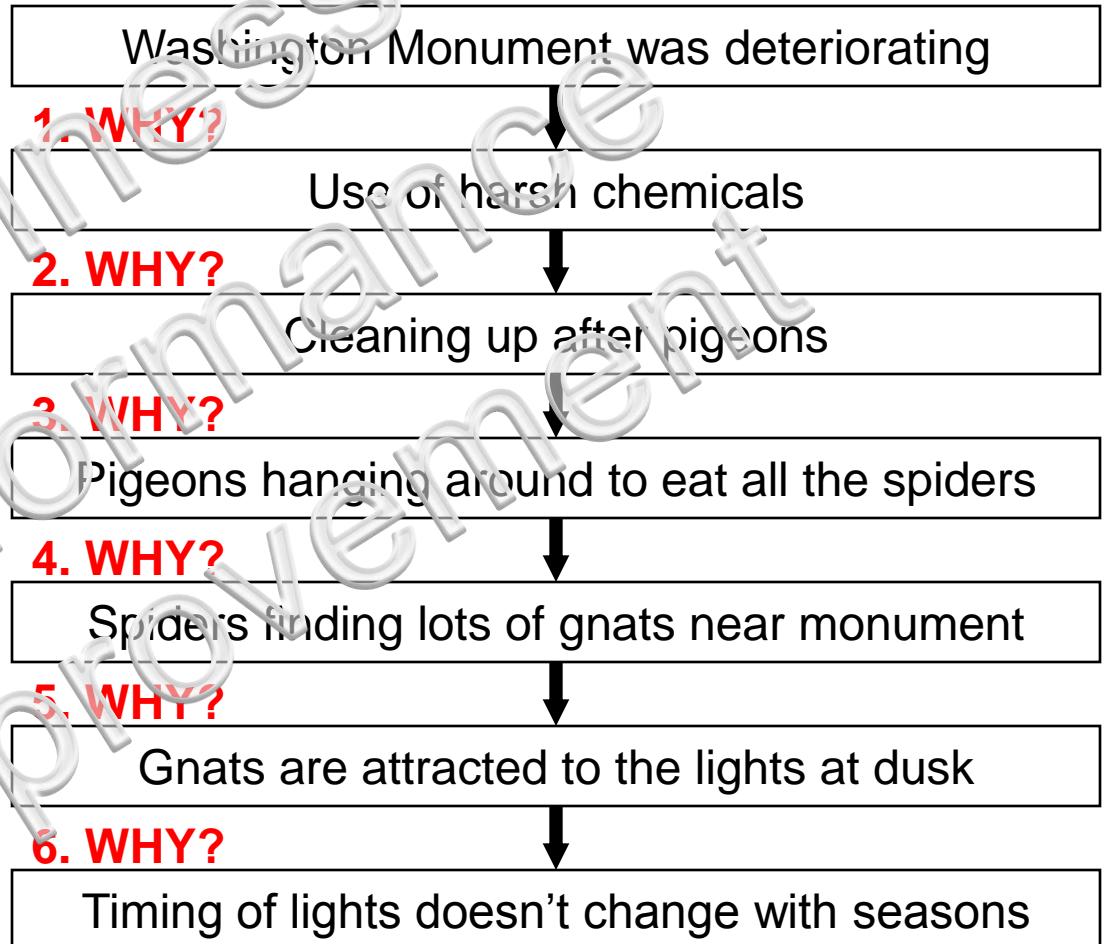 Washington Monument was deteriorating
1. WHY?
Use of harsh chemicals
2. WHY?
Cleaning up after pigeons
3. WHY?
Pigeons hanging around to eat all the spiders
4. WHY?
Spiders finding lots of gnats near monument
5. WHY?
Gnats are attracted to the lights at dusk
6. WHY?
Timing of lights doesn’t change with seasons